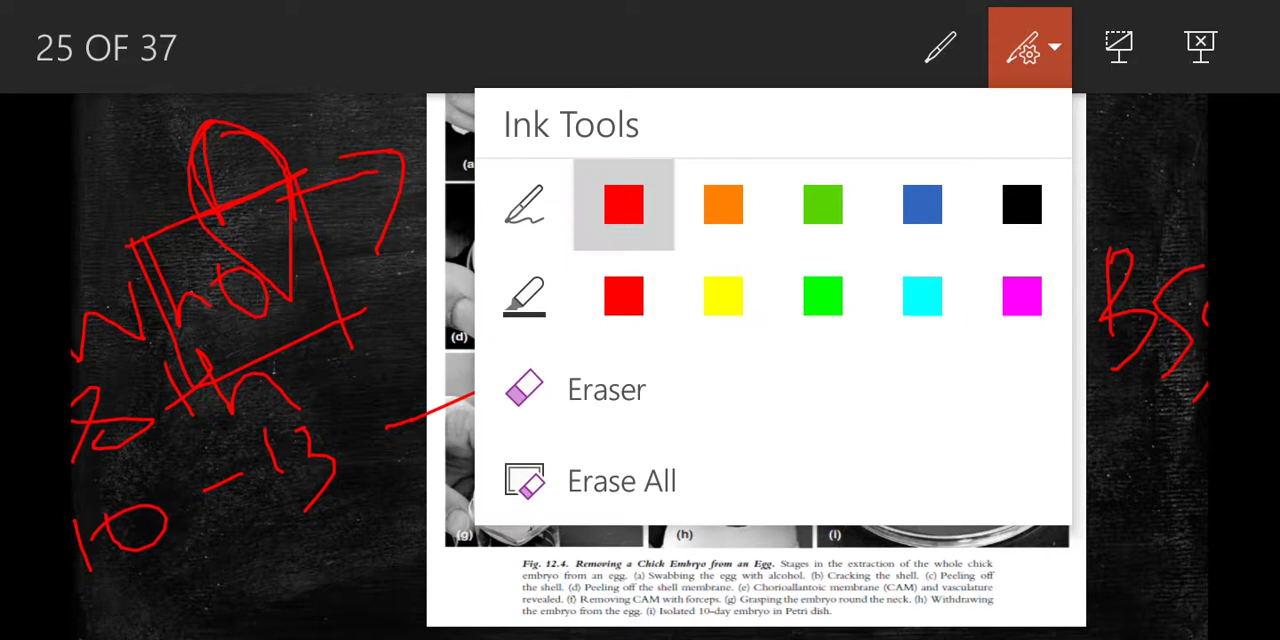 25 OF 37
Ink Tools
(a
(d)
Eraser
Erase All
- 13
10
(g)
(h)
(i)
Fig. 12.4. Removing a Chick Embryo from an Egg. Stages in the extraction of the whole chick
embryo from an egg. (a) Swabbing the egg with alcohol. (b) Cracking the shell. (c) Peeling off
the shell. (d) Peeling off the shell membrane. (e) Chorioallantoic membrane (CAM) and vasculature
revealed. (f) Removing CAM with forceps. (g) Grasping the embryo round the neck. (h) Withdrawing
the embryo from the egg. (i) Isolated 10-day embryo in Petri dish.